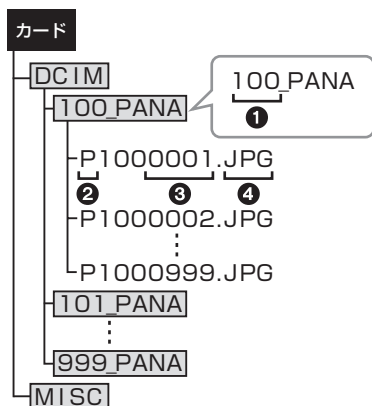 カード
DCIM
100_PANA
100_PANA
❶
P1000001.JPG
❷ ❸ ❹
P1000002.JPG
P1000999.JPG
101_PANA
999_PANA
MISC